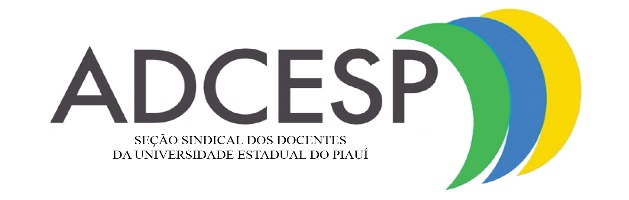 ADCESP
SEÇÃO SINDICAL DOS DOCENTES
DA UNIVERSIDADE ESTADUAL DO PIAUÍ